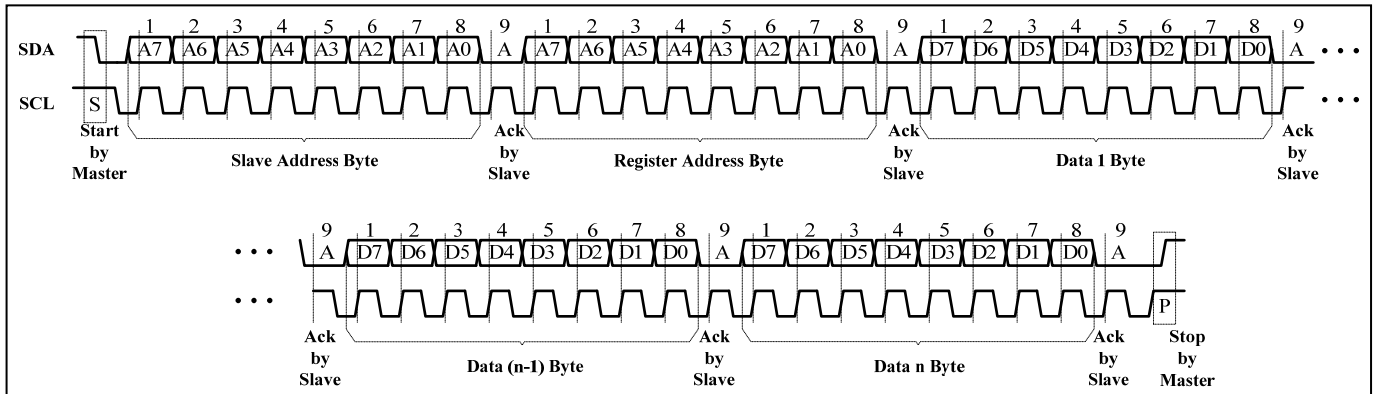 1 2 3 4 5 6 7 8 9 1 2 3 4 5 6 7 8 9 1 2 3 4 5 6 7 8 9
SDA A7 A6 A5 A4 A3 A2 A1 A0 A A7 A6 A5 A4 A3 A2 A1 A0 A D7 D6 D5 D4 D3 D2 D1 D0 A • • •
SCL S • • •
Start by Master
Slave Address Byte
Ack by Slave
Register Address Byte
Ack by Slave
Data 1 Byte
Ack by Slave
9 1 2 3 4 5 6 7 8 9 1 2 3 4 5 6 7 8 9
• • • A D7 D6 D5 D4 D3 D2 D1 D0 A D7 D6 D5 D4 D3 D2 D1 D0 A
• • • P
Ack by Slave
Data (n-1) Byte
Ack by Slave
Data n Byte
Ack by Slave
Stop by Master